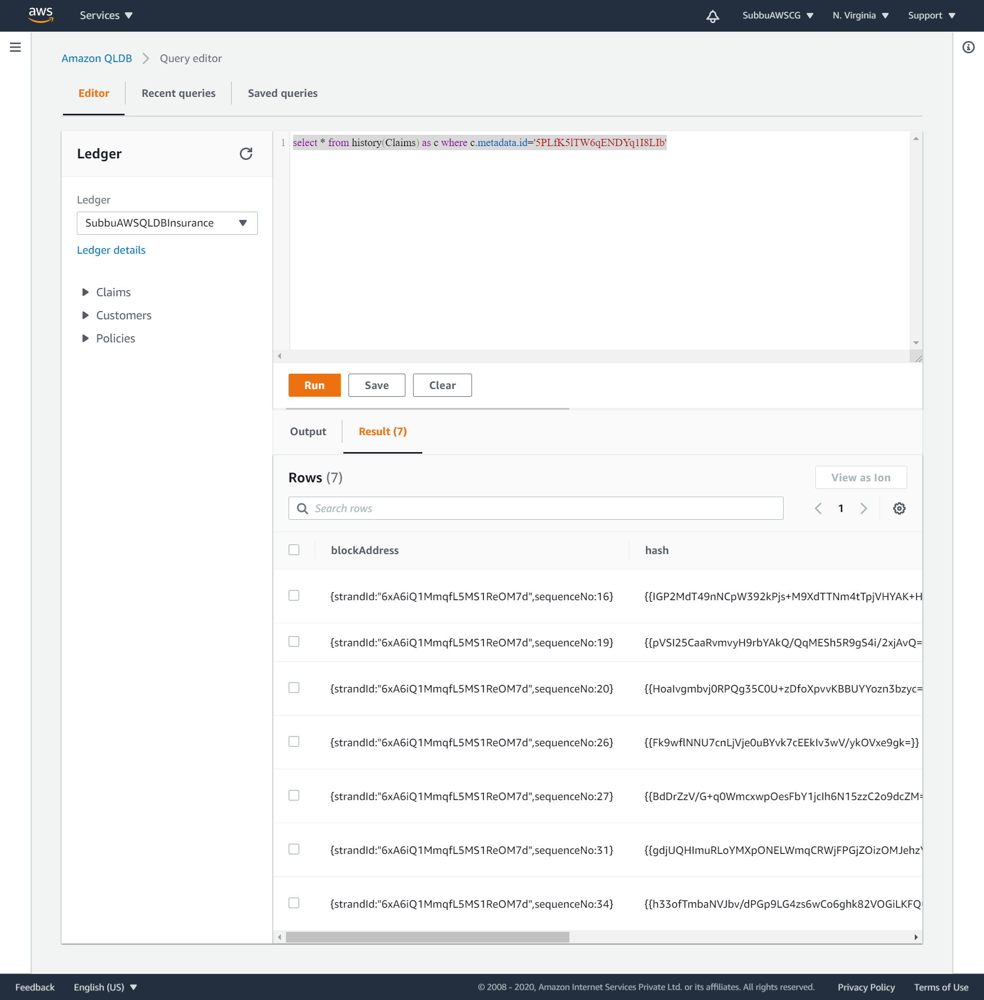 aws Services SubbuAWSCG N. Virginia Support
Amazon QLDB Query editor
Editor Recent queries Saved queries
Ledger
1 select * from history(Claims) as c where c.metadata.id='5PLfK5lTW6qENDYq1I8LIb'
Ledger
SubbuAWSQLDBInsurance
Ledger details
Claims
Customers
Policies
Run Save Clear
Output Result (7)
Rows (7) View as Ion
Search rows 1
blockAddress hash
{strandId:"6xA6iQ1MmqfL5MS1ReOM7d",sequenceNo:16} {{IGP2MdT49nNCpW392kPjs+M9XdTTNm4tTpjVHYAK+H
{strandId:"6xA6iQ1MmqfL5MS1ReOM7d",sequenceNo:19} {{pVSI25CaaRvmvyH9rbYAkQ/QqMESh5R9gS4i/2xjAvQ=
{strandId:"6xA6iQ1MmqfL5MS1ReOM7d",sequenceNo:20} {{HoaIvgmbvj0RPQg35C0U+zDfoXpvvKBBUYYozn3bzyc=
{strandId:"6xA6iQ1MmqfL5MS1ReOM7d",sequenceNo:26} {{Fk9wflNNU7cnLjVje0uBYvk7cEEkIv3wV/ykOVxe9gk=}}
{strandId:"6xA6iQ1MmqfL5MS1ReOM7d",sequenceNo:27} {{BdDrZzV/G+q0WmcxwpOesFbY1jcIh6N15zzC2o9dcZM=
{strandId:"6xA6iQ1MmqfL5MS1ReOM7d",sequenceNo:31} {{gdjUQHImuRLoYMXpONELWmqCRWjFPGjZOizOMJehzY
{strandId:"6xA6iQ1MmqfL5MS1ReOM7d",sequenceNo:34} {{h33ofTmbaNVJbv/dPGp9LG4zs6wCo6ghk82VOGiLKFQ=
Feedback English (US) © 2008 - 2020, Amazon Internet Services Private Ltd. or its affiliates. All rights reserved. Privacy Policy Terms of Use